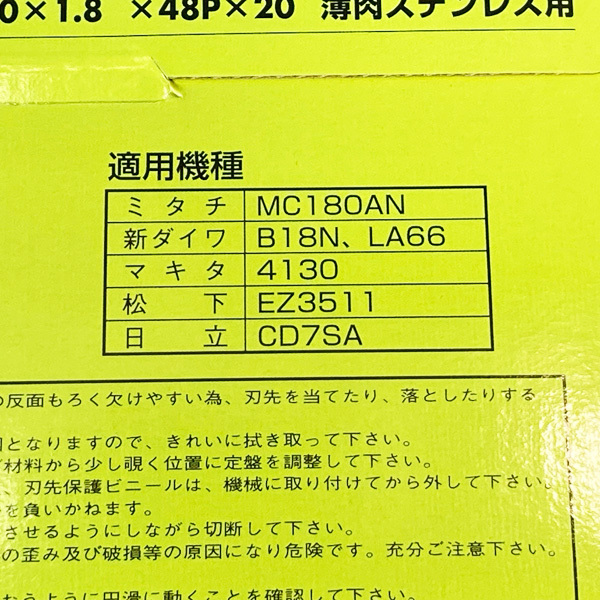 0×1.8 ×48P×20 薄肉ステンレス用
適用機種
ミタチ MC180AN
新ダイワ B18N、LA66
マキタ 4130
松下 EZ3511
日立 CD7SA
反面もろく欠けやすい為、刃先を当てたり、落としたりする
となりますので、きれいに拭き取って下さい。
材料から少し覗く位置に定盤を調整して下さい。
、刃先保護ビニールは、機械に取り付けてから外して下さい。
を負いかねます。
させるようにしながら切断して下さい。
の歪み及び破損等の原因になり危険です。充分ご注意下さい。
ように円滑に動くことを確認して下さい。